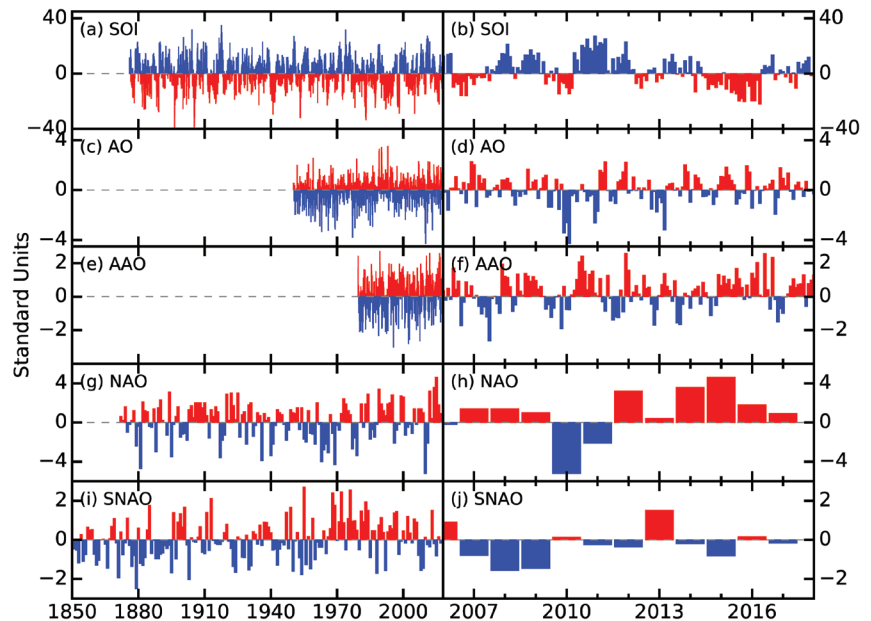 40
(a) SOI
(b) SOI
40
0
0
−40
40
4
(c) AO
(d) AO
4
0
0
−4
−4
2
(e) AAO
(f) AAO
2
0
0
−2
−2
Standard Units
4
(g) NAO
(h) NAO
4
0
0
−4
−4
2
(i) SNAO
(j) SNAO
2
0
0
−2
−2
1850 1880 1910 1940 1970 2000 2007 2010 2013 2016